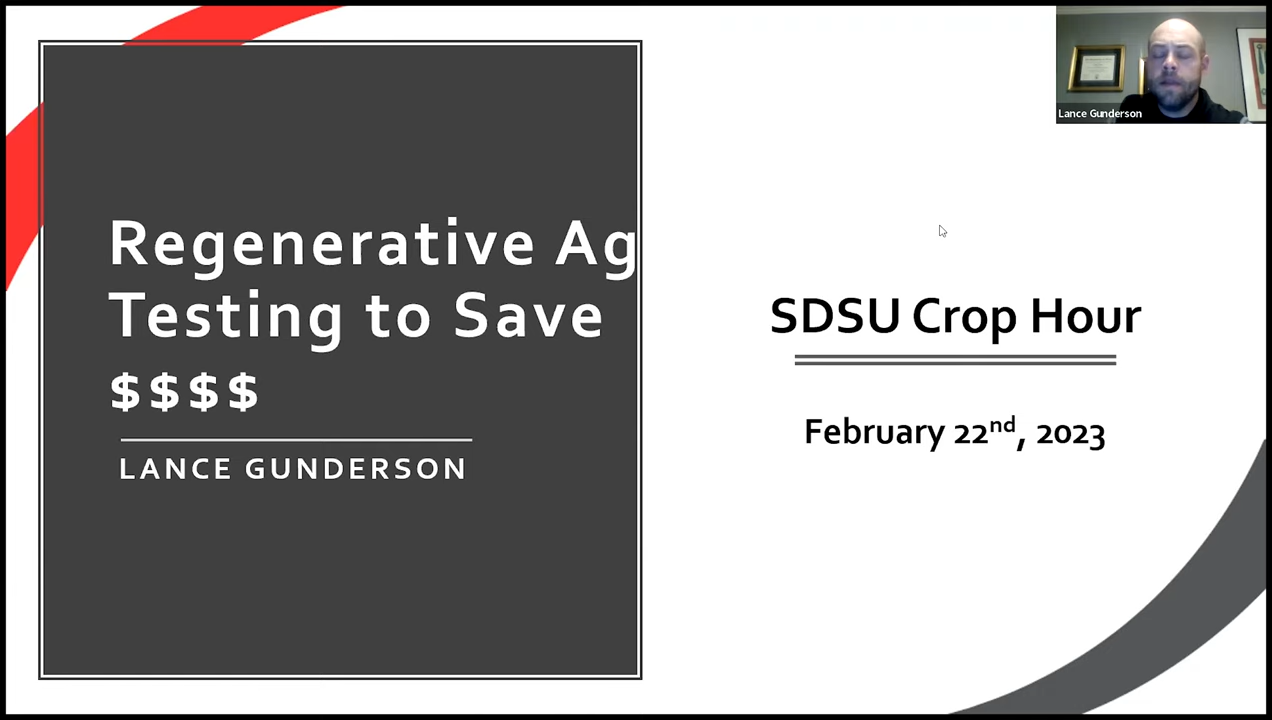 Regenerative Ag
Testing to Save
$$$$
LANCE GUNDERSON
SDSU Crop Hour
February 22nd, 2023
Lance Gunderson